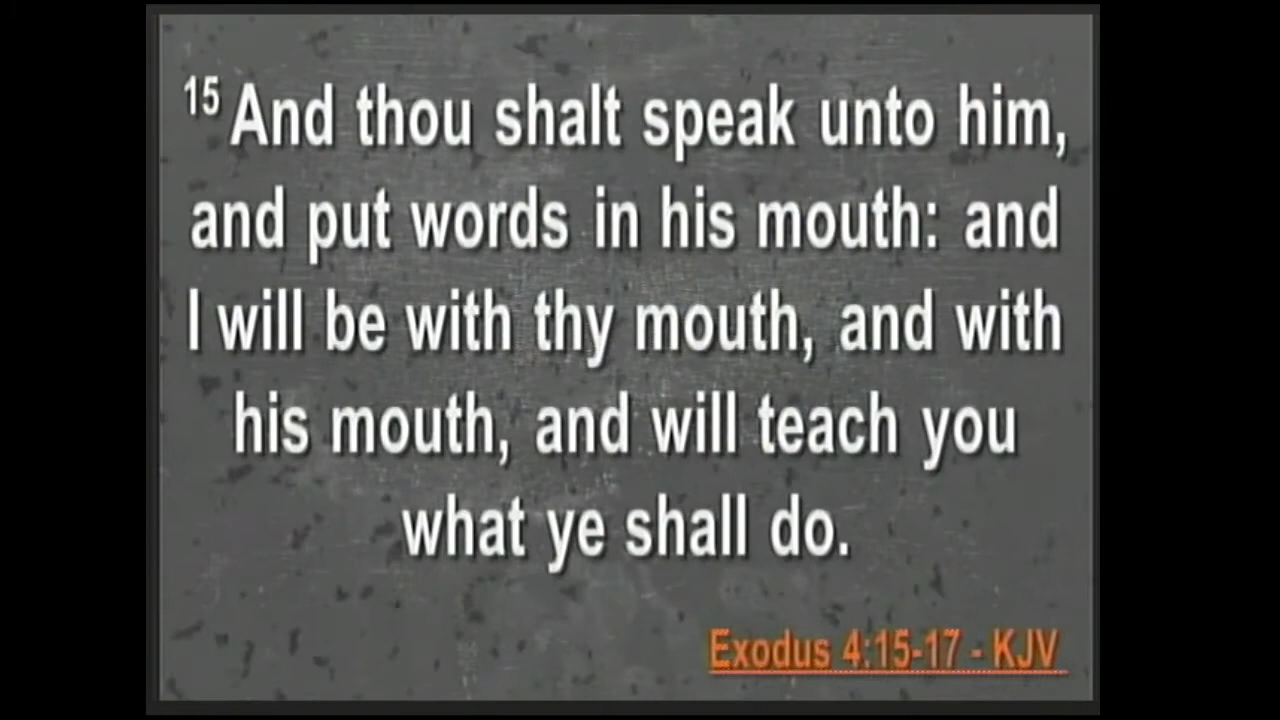 15 And thou shalt speak unto him,
and put words in his mouth: and
I will be with thy mouth, and with
his mouth, and will teach you
what ye shall do.
Exodus 4:15-17 - KJV